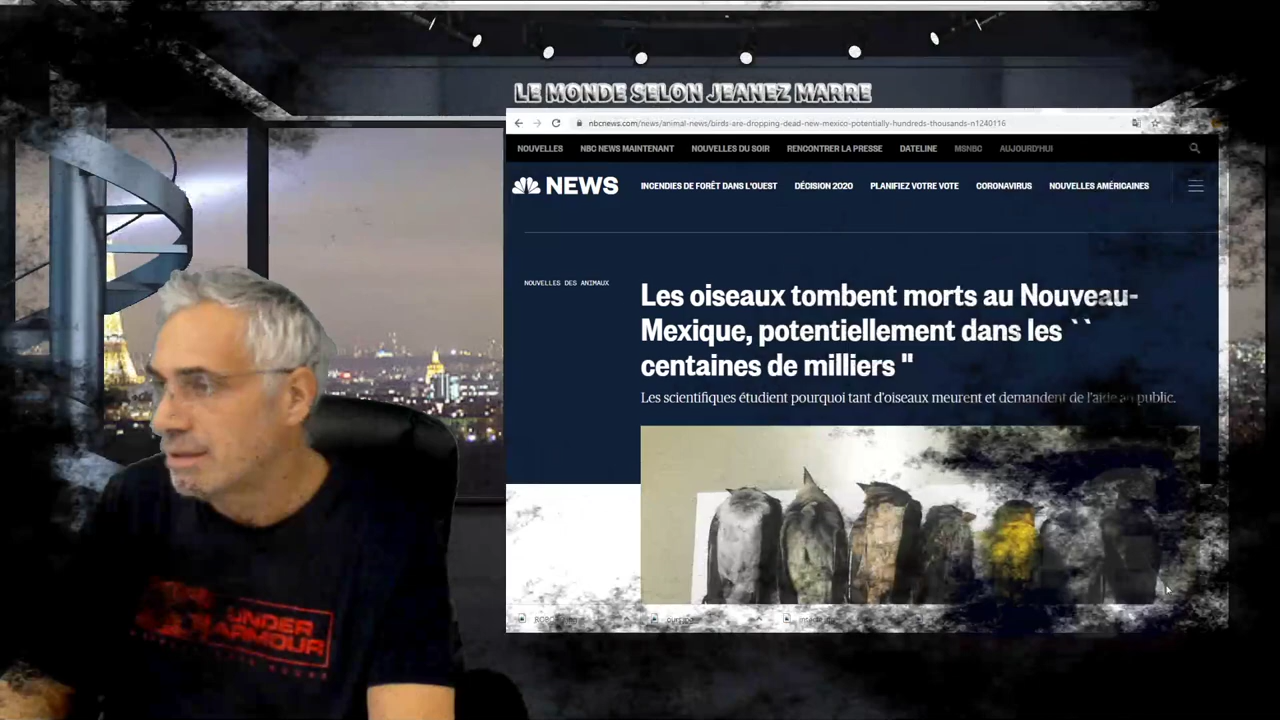 LE MONDE SELON JEANEZ MARRE
nbcnews.com/news/animal-news/birds-are-dropping-dead-new-mexico-potentially-hundreds-thousands-n1240116
NOUVELLES NBC NEWS MAINTENANT NOUVELLES DU SOIR RENCONTRER LA PRESSE DATELINE MSNBC AUJOURD'HUI
NEWS INCENDIES DE FORÊT DANS L'OUEST DÉCISION 2020 PLANIFIEZ VOTRE VOTE CORONAVIRUS NOUVELLES AMÉRICAINES
NOUVELLES DES ANIMAUX
Les oiseaux tombent morts au Nouveau-
Mexique, potentiellement dans les ``
centaines de milliers "
Les scientifiques étudient pourquoi tant d'oiseaux meurent et demandent de l'aide au public.
UNDER
ARMOUR